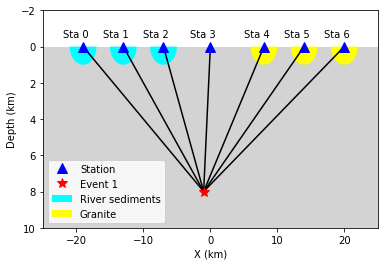 −2
Sta 0 Sta 1 Sta 2 Sta 3 Sta 4 Sta 5 Sta 6
0
2
4
6
8
10
Depth (km)
Station
Event 1
River sediments
Granite
−20 −10 0 10 20
X (km)